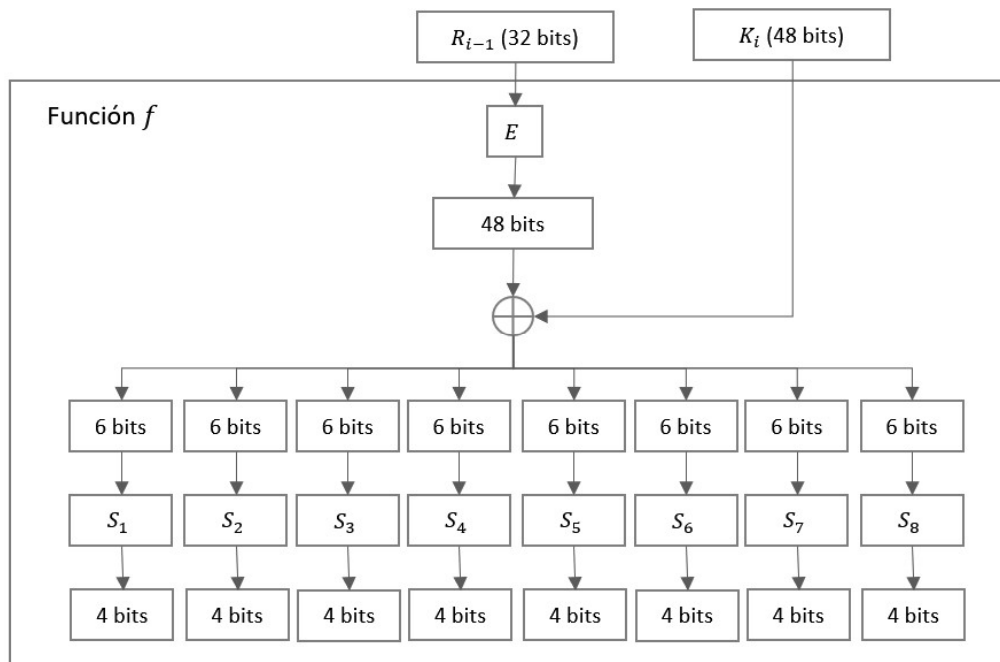 R_{i−1} (32 bits)
K_i (48 bits)
Función f
E
48 bits
6 bits 6 bits 6 bits 6 bits 6 bits 6 bits 6 bits 6 bits
S_1 S_2 S_3 S_4 S_5 S_6 S_7 S_8
4 bits 4 bits 4 bits 4 bits 4 bits 4 bits 4 bits 4 bits